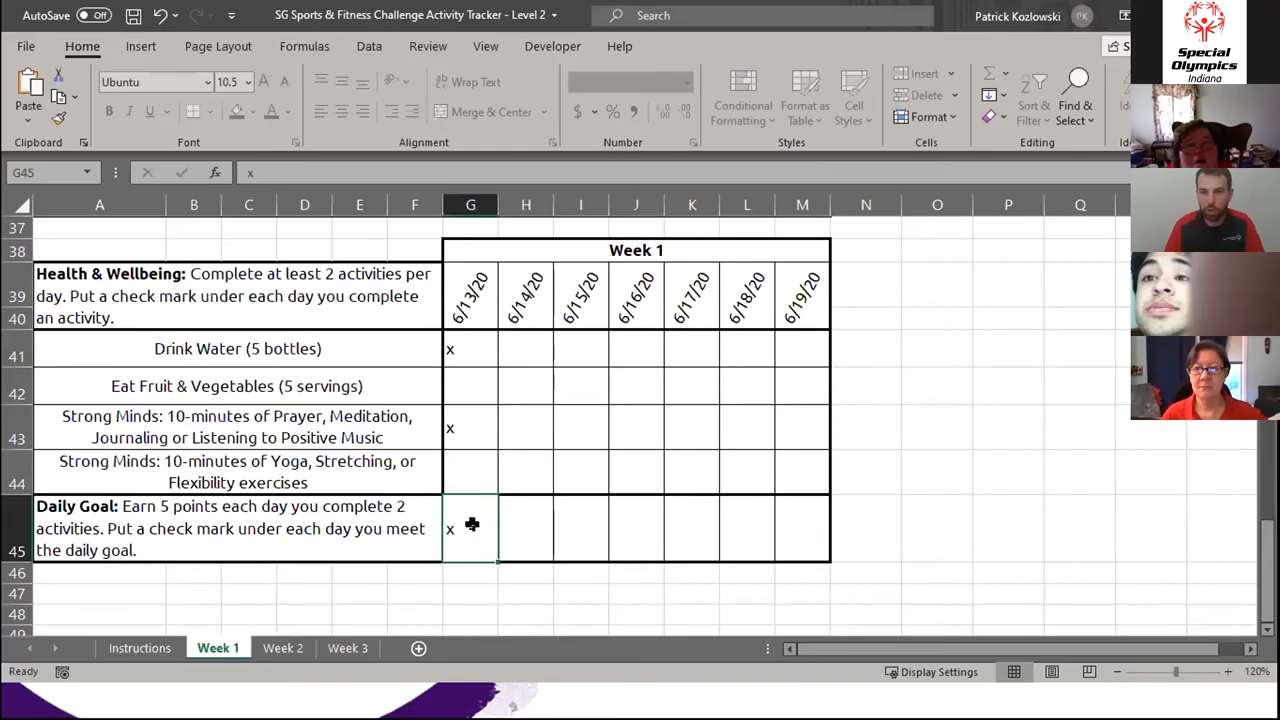 AutoSave Off
SG Sports & Fitness Challenge Activity Tracker - Level 2
Search
Patrick Kozlowski PK
File Home Insert Page Layout Formulas Data Review View Developer Help
Paste
Ubuntu 10.5
Wrap Text
Merge & Center
Conditional Formatting
Format as Table
Cell Styles
Insert
Delete
Format
Sort & Filter
Find & Select
Clipboard Font Alignment Number Styles Cells Editing
G45 fx x
A B C D E F G H I J K L M N O P Q
37
38 Week 1
39 Health & Wellbeing: Complete at least 2 activities per
day. Put a check mark under each day you complete
40 an activity.
6/13/20 6/14/20 6/15/20 6/16/20 6/17/20 6/18/20 6/19/20
41 Drink Water (5 bottles) x
42 Eat Fruit & Vegetables (5 servings)
Strong Minds: 10-minutes of Prayer, Meditation,
43 Journaling or Listening to Positive Music x
Strong Minds: 10-minutes of Yoga, Stretching, or
44 Flexibility exercises
Daily Goal: Earn 5 points each day you complete 2
activities. Put a check mark under each day you meet x
45 the daily goal.
46
47
48
49
Instructions Week 1 Week 2 Week 3
Ready
Display Settings
120%
Special
Olympics
Indiana